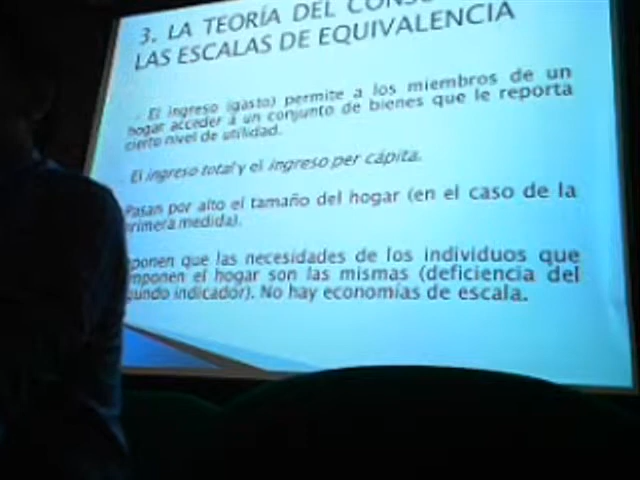 3. LA TEORÍA DEL
LAS ESCALAS DE EQUIVALENCIA
- El ingreso (gasto) permite a los miembros de un
hogar acceder a un conjunto de bienes que le reporta
cierto nivel de utilidad.
El ingreso total y el ingreso per cápita.
Pasan por alto el tamaño del hogar (en el caso de la
primera medida).
ponen que las necesidades de los individuos que
mponen el hogar son las mismas (deficiencia del
gundo indicador). No hay economías de escala.